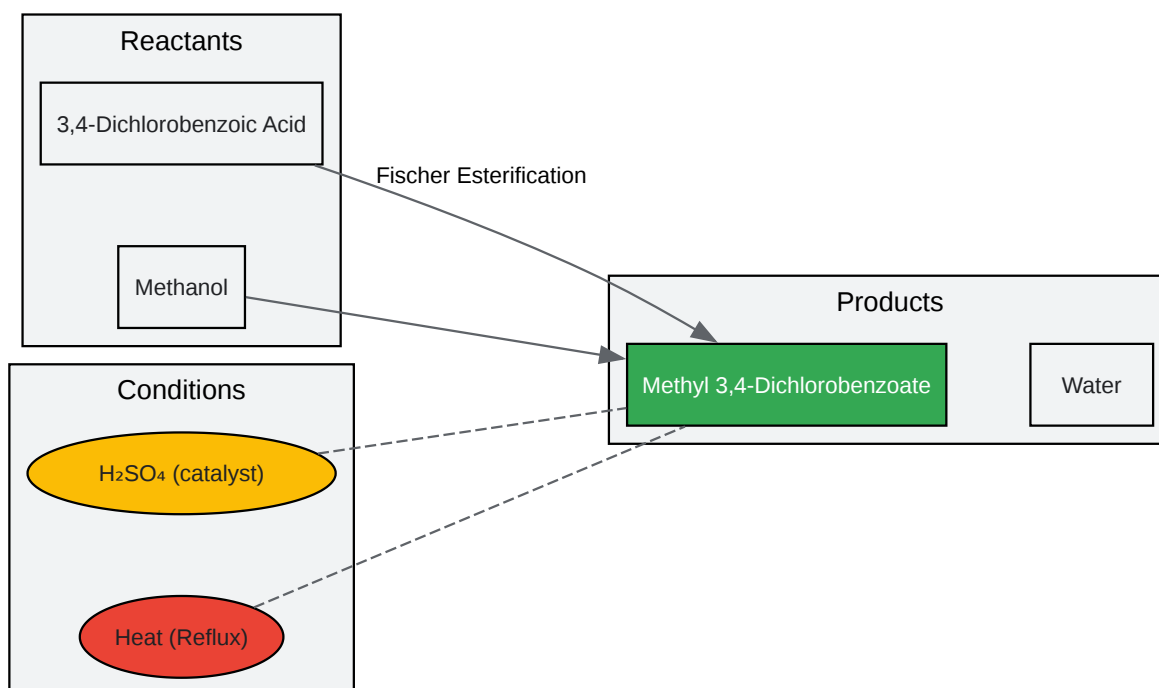 Reactants
3,4-Dichlorobenzoic Acid
Fischer Esterification
Methanol
Products
Methyl 3,4-Dichlorobenzoate
Water
Conditions
H₂SO₄ (catalyst)
Heat (Reflux)